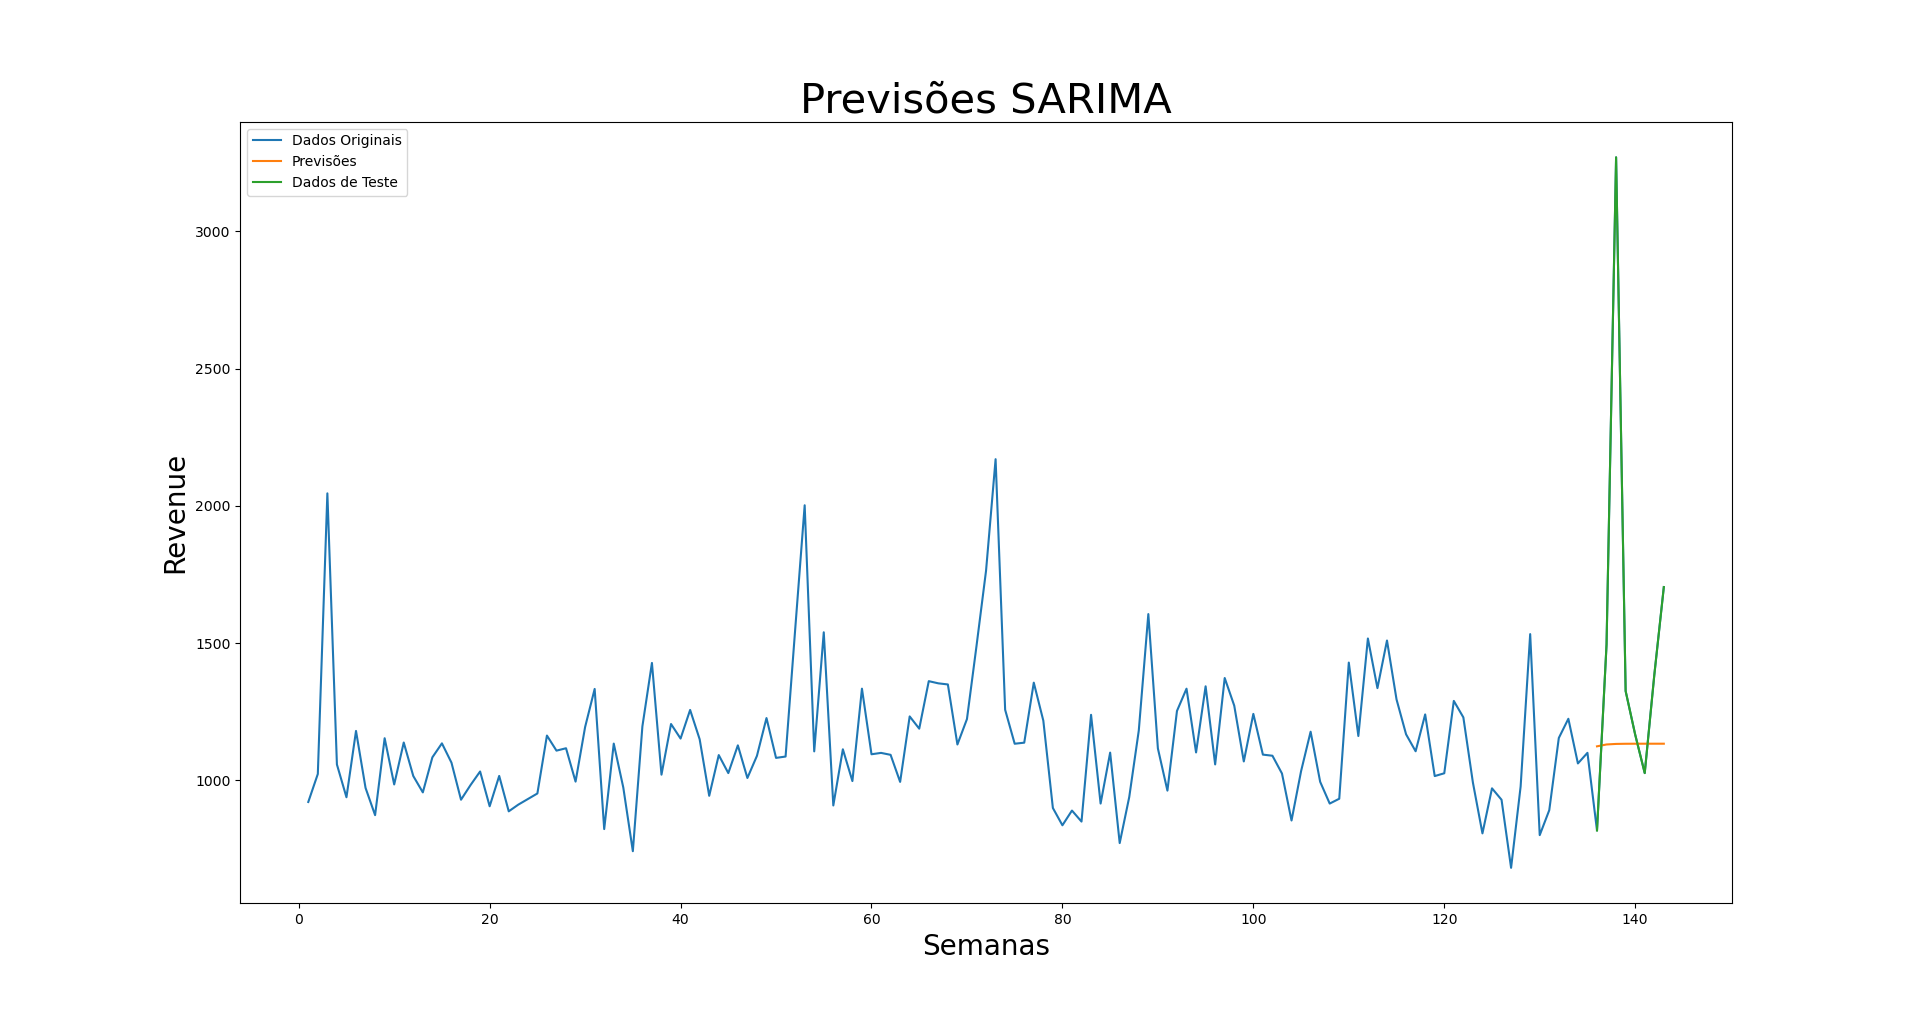 Previsões SARIMA
Dados Originais
Previsões
Dados de Teste
Revenue
3000
2500
2000
1500
1000
0 20 40 60 80 100 120 140
Semanas